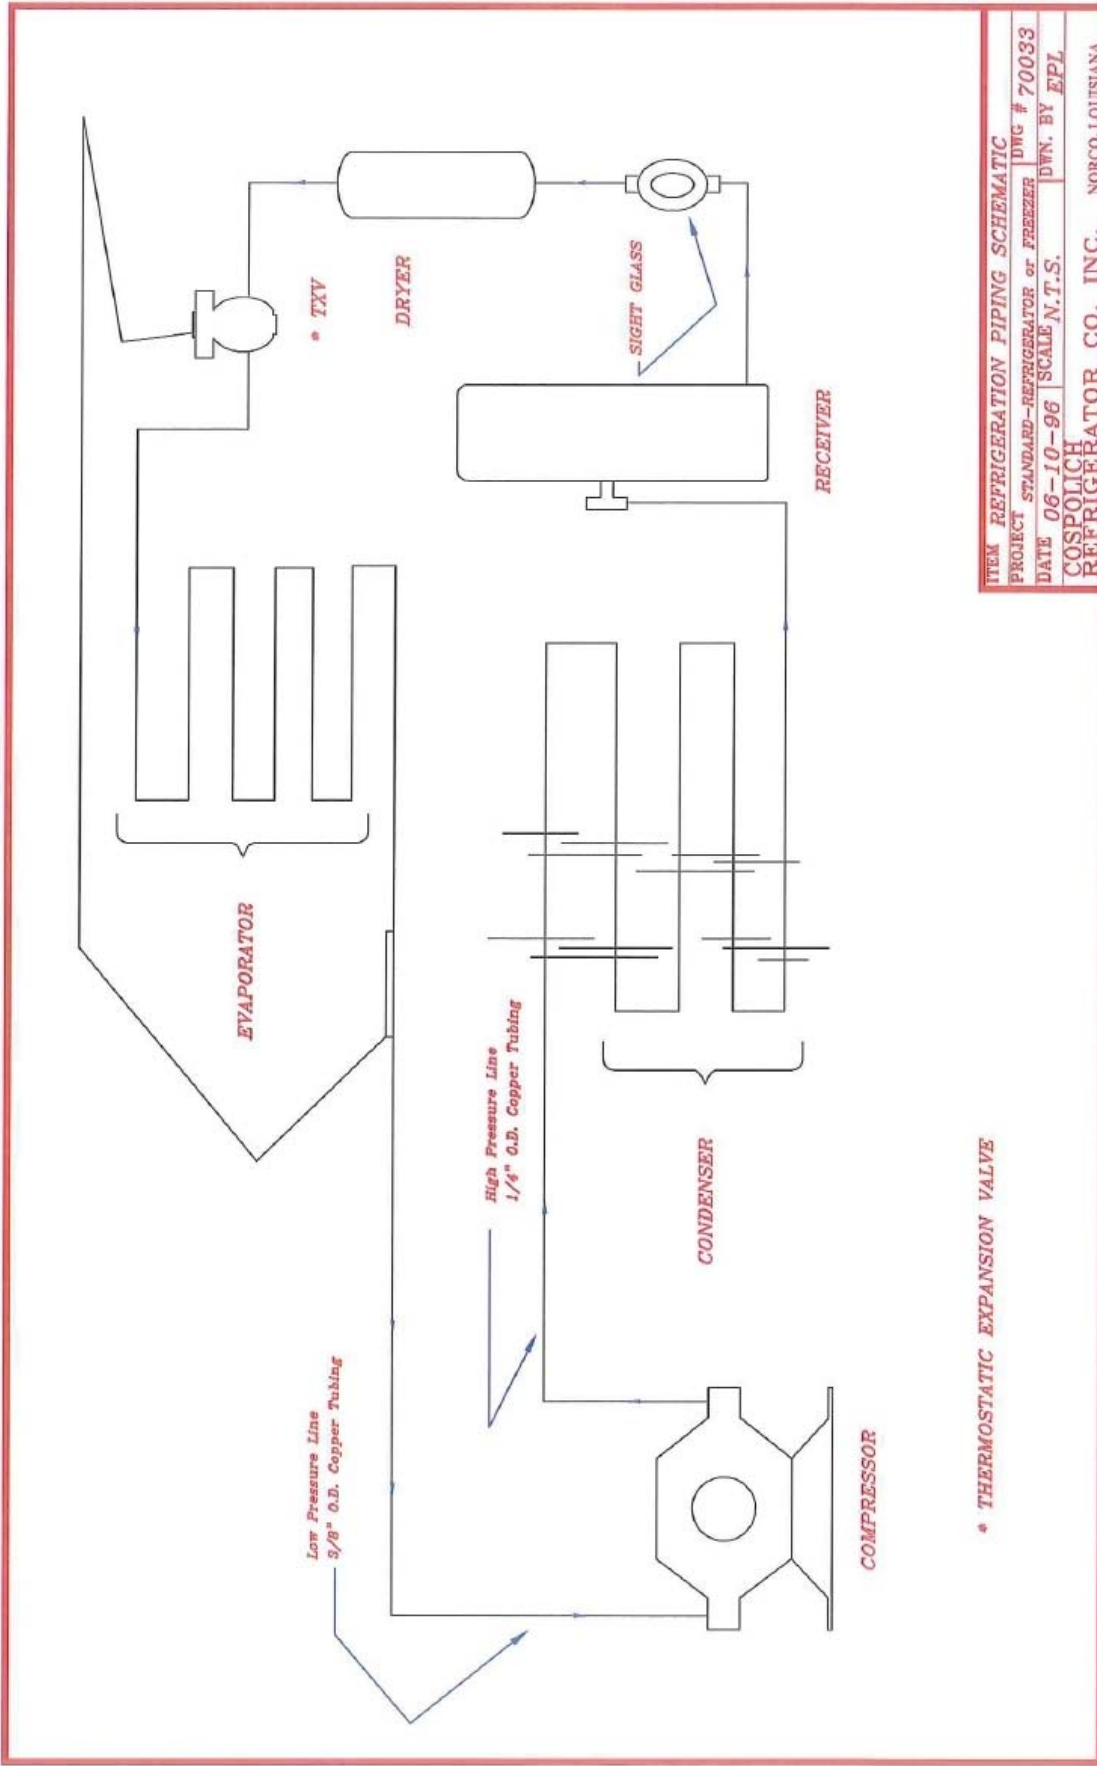 * TXV
DRYER
SIGHT GLASS
RECEIVER
EVAPORATOR
High Pressure Line
1/4" O.D. Copper Tubing
CONDENSER
Low Pressure Line
3/8" O.D. Copper Tubing
COMPRESSOR
* THERMOSTATIC EXPANSION VALVE
ITEM REFRIGERATION PIPING SCHEMATIC
PROJECT STANDARD-REFRIGERATOR or FREEZER DWG # 70033
DATE 06-10-96 SCALE N.T.S. DWN. BY EPL
COSPOLICH
REFRIGERATOR CO. INC. NORCO LOUISIANA